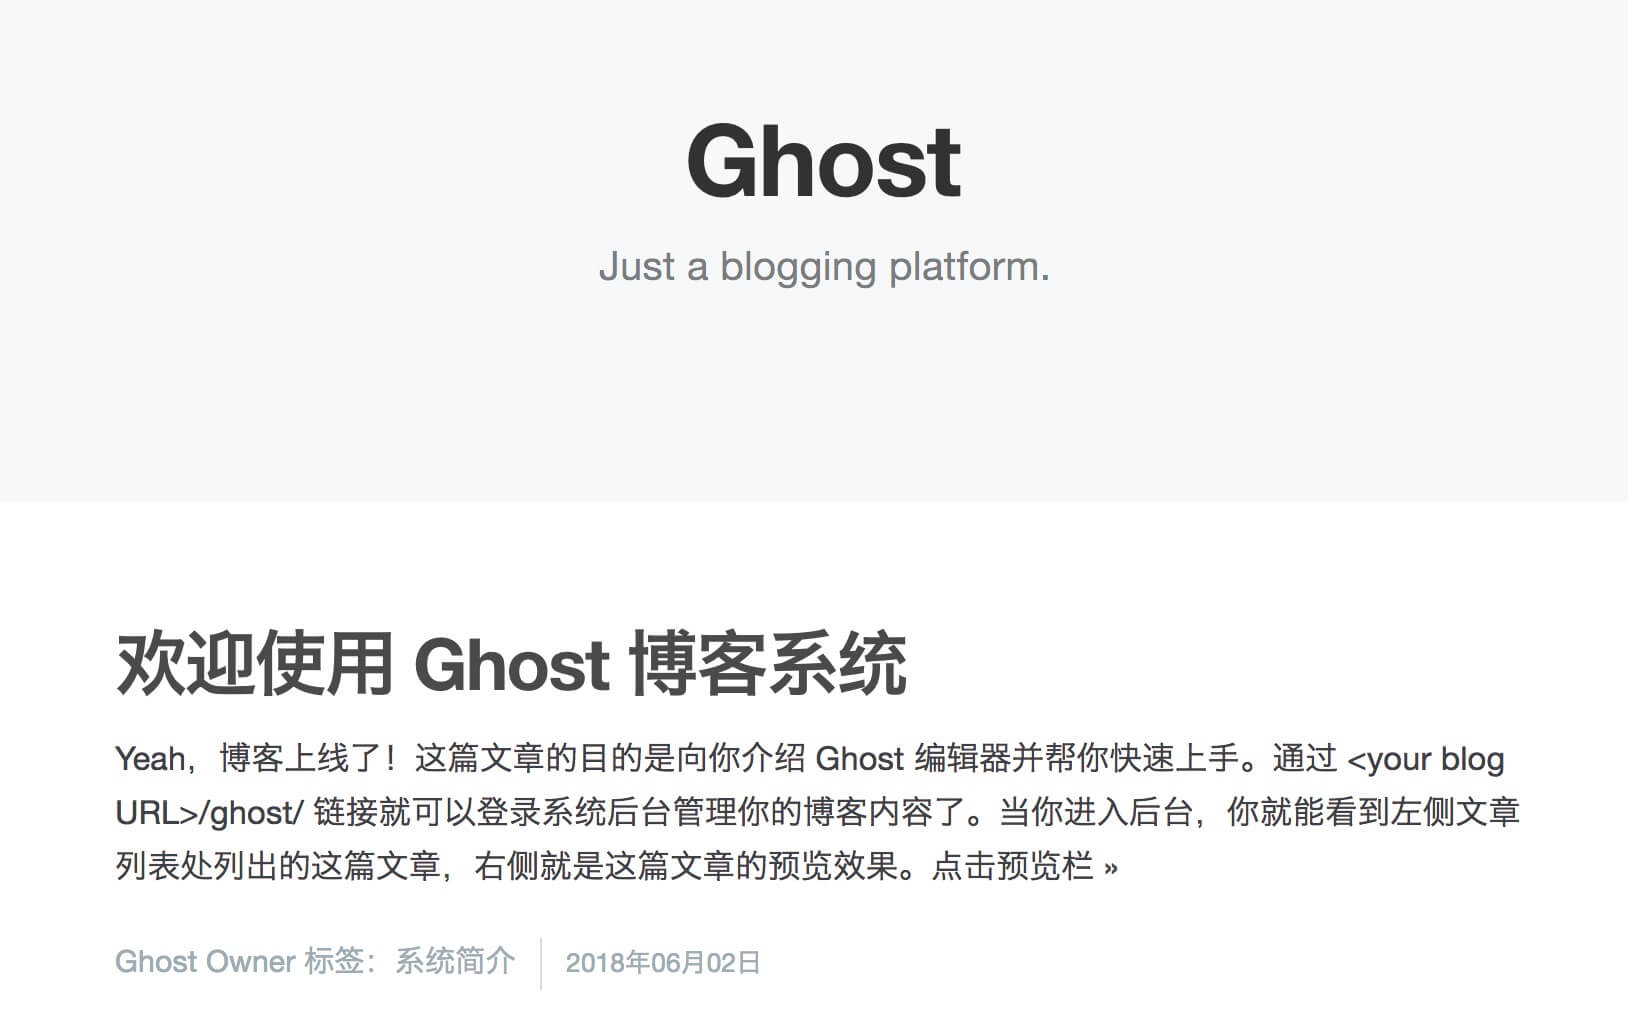 Ghost
Just a blogging platform.
欢迎使用 Ghost 博客系统
Yeah，博客上线了！这篇文章的目的是向你介绍 Ghost 编辑器并帮你快速上手。通过 <your blog
URL>/ghost/ 链接就可以登录系统后台管理你的博客内容了。当你进入后台，你就能看到左侧文章
列表处列出的这篇文章，右侧就是这篇文章的预览效果。点击预览栏 »
Ghost Owner 标签：系统简介 2018年06月02日